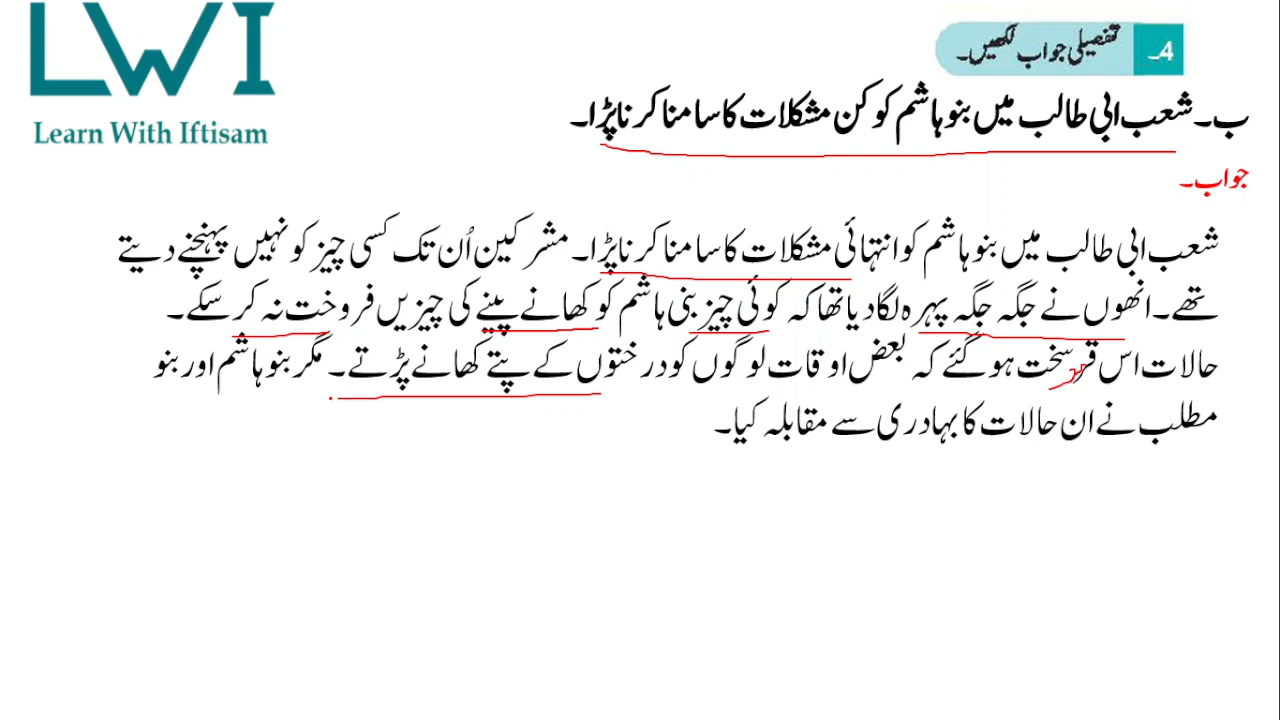 LWI
Learn With Iftisam
4۔ تفصیلی جواب لکھیں۔
ب۔ شعب ابی طالب میں بنو ہاشم کو کن مشکلات کا سامنا کرنا پڑا۔
جواب۔
شعب ابی طالب میں بنو ہاشم کو انتہائی مشکلات کا سامنا کرنا پڑا۔ مشرکین اُن تک کسی چیز کو نہیں پہنچنے دیتے
تھے۔ انھوں نے جگہ جگہ پہرہ لگا دیا تھا کہ کوئی چیز بنی ہاشم کو کھانے پینے کی چیزیں فروخت نہ کر سکے۔
حالات اس قدر سخت ہو گئے کہ بعض اوقات لوگوں کو درختوں کے پتے کھانے پڑتے۔ مگر بنو ہاشم اور بنو
مطلب نے ان حالات کا بہادری سے مقابلہ کیا۔